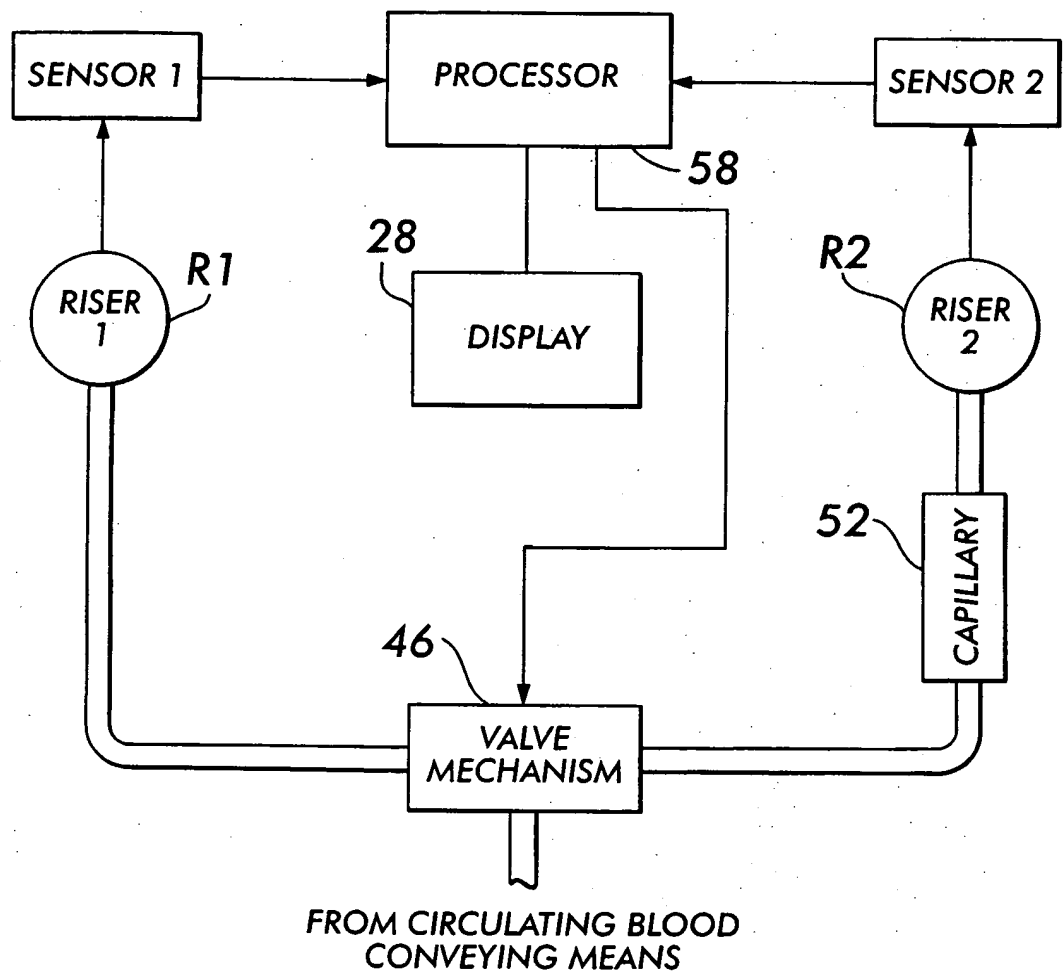 SENSOR 1
PROCESSOR
SENSOR 2
58
28
R1
R2
RISER
1
DISPLAY
RISER
2
52
CAPILLARY
46
VALVE
MECHANISM
FROM CIRCULATING BLOOD
CONVEYING MEANS